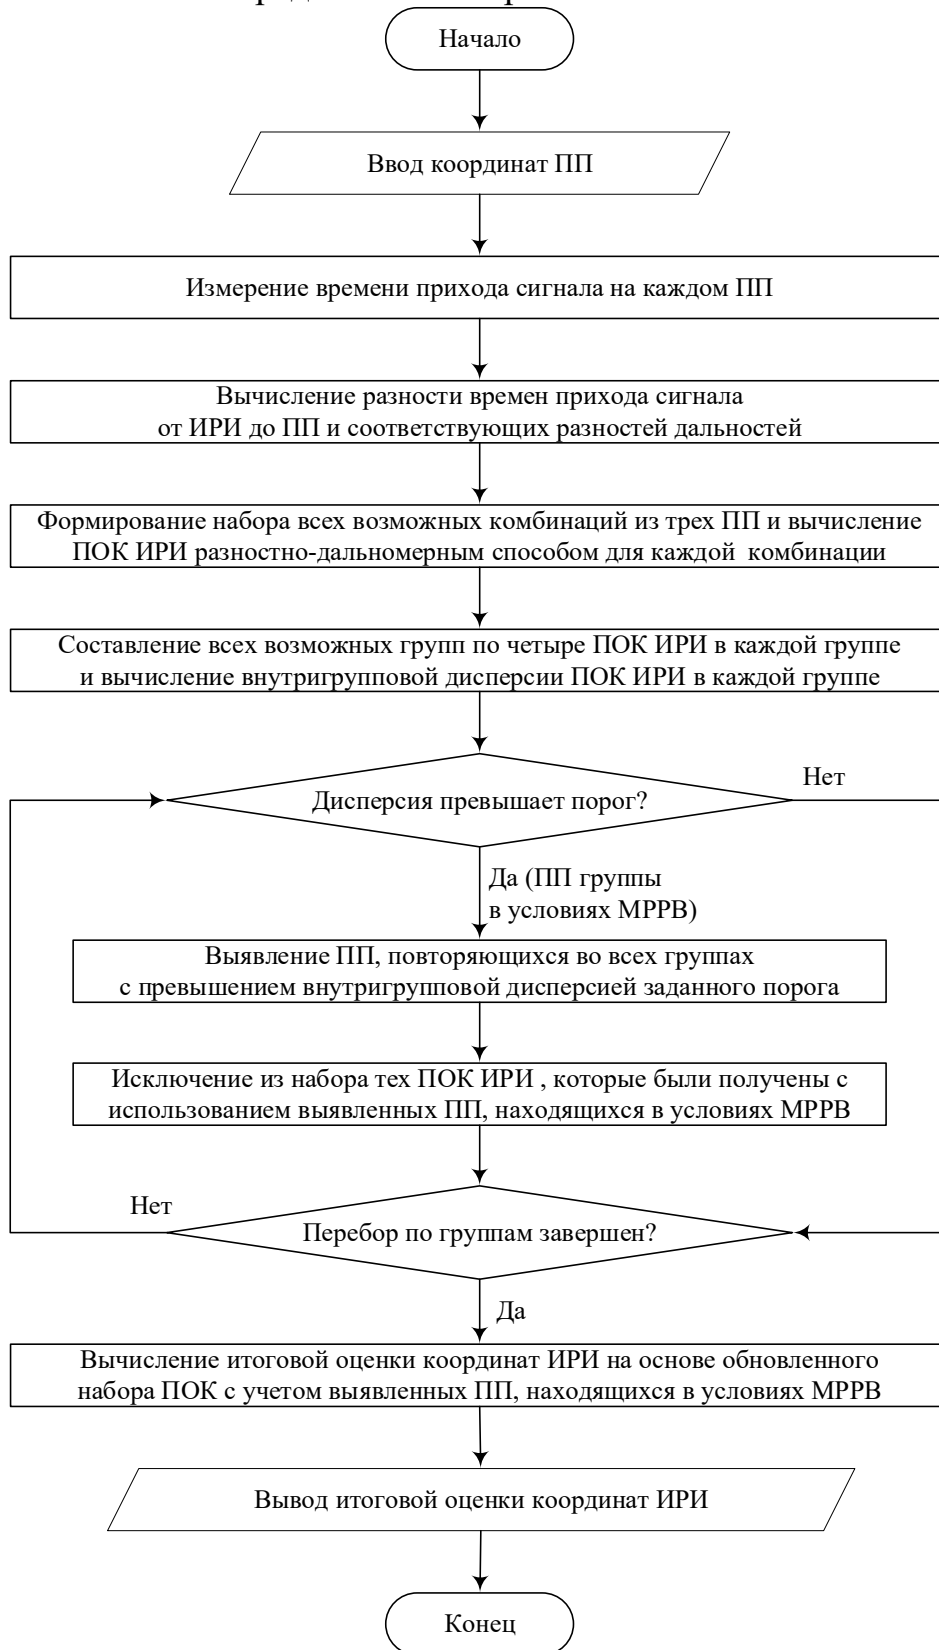 Начало
Ввод координат ПП
Измерение времени прихода сигнала на каждом ПП
Вычисление разности времен прихода сигнала
от ИРИ до ПП и соответствующих разностей дальностей
Формирование набора всех возможных комбинаций из трех ПП и вычисление
ПОК ИРИ разностно-дальномерным способом для каждой комбинации
Составление всех возможных групп по четыре ПОК ИРИ в каждой группе
и вычисление внутригрупповой дисперсии ПОК ИРИ в каждой группе
Нет
Дисперсия превышает порог?
Да (ПП группы
в условиях МРРВ)
Выявление ПП, повторяющихся во всех группах
с превышением внутригрупповой дисперсией заданного порога
Исключение из набора тех ПОК ИРИ , которые были получены с
использованием выявленных ПП, находящихся в условиях МРРВ
Нет
Перебор по группам завершен?
Да
Вычисление итоговой оценки координат ИРИ на основе обновленного
набора ПОК с учетом выявленных ПП, находящихся в условиях МРРВ
Вывод итоговой оценки координат ИРИ
Конец